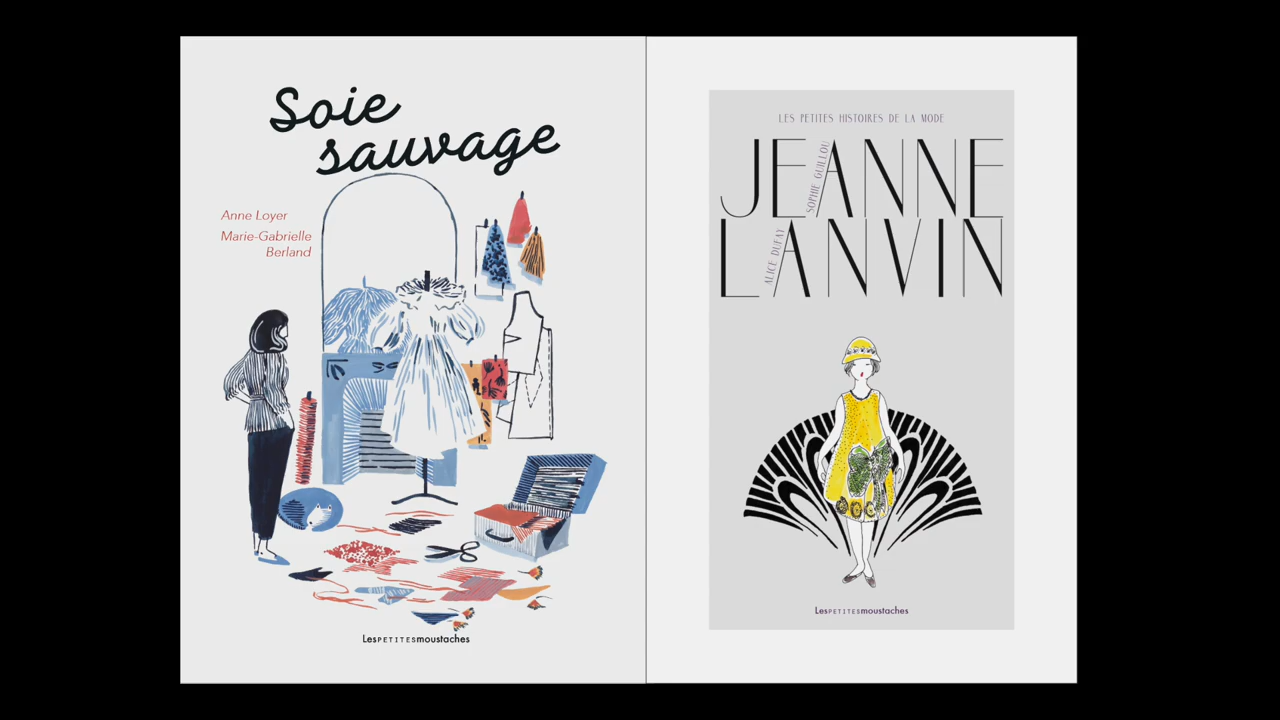 Soie
sauvage
Anne Loyer
Marie-Gabrielle
Berland
LesPETITESmoustaches
LES PETITES HISTOIRES DE LA MODE
JEANNE
SOPHIE GUILLOU
LANVIN
ALICE DUFAY
LesPETITESmoustaches